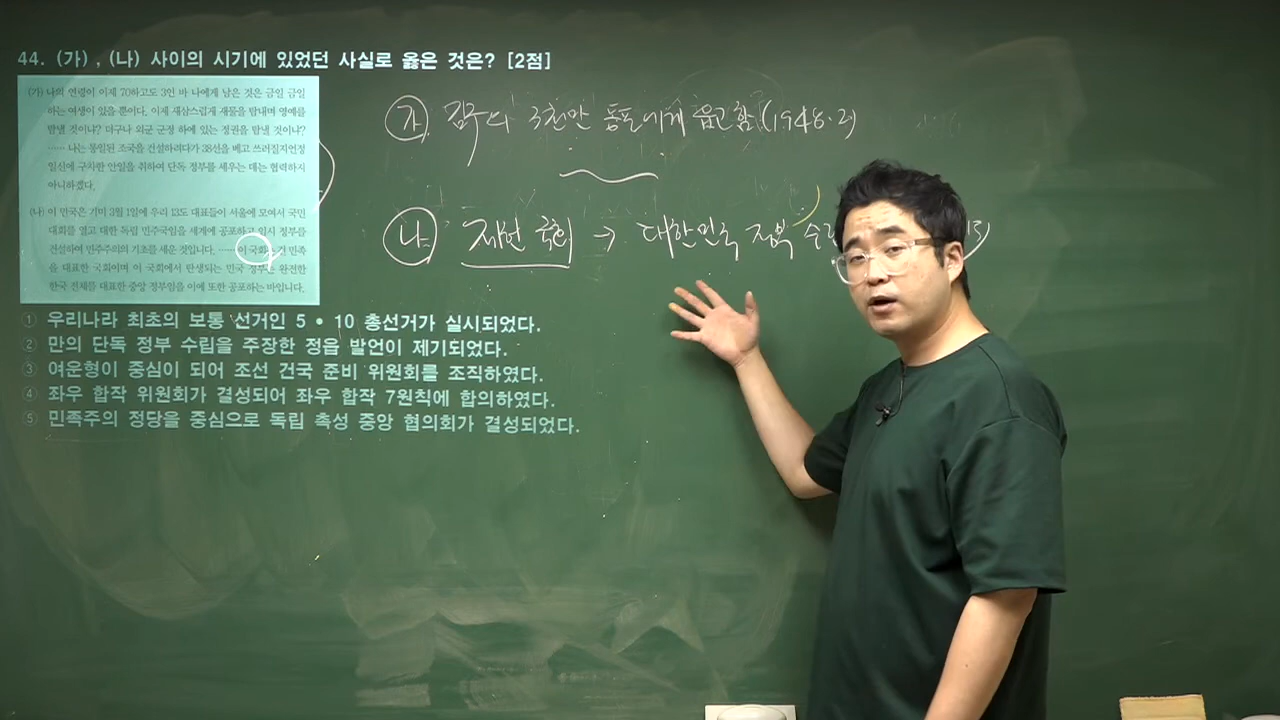 44. (가), (나) 사이의 시기에 있었던 사실로 옳은 것은? [2점]
(가) 나의 연령이 이제 70하고도 3인 바 나에게 남은 것은 금일 금일
하는 여생이 있을 뿐이다. 이제 새삼스럽게 재물을 탐내며 영예를
탐낼 것이냐? 더구나 외군 군정 하에 있는 정권을 탐낼 것이냐?
…… 나는 통일된 조국을 건설하려다가 38선을 베고 쓰러질지언정
일신에 구차한 안일을 취하여 단독 정부를 세우는 데는 협력하지
아니하겠다.
(나) 이 민국은 기미 3월 1일에 우리 13도 대표들이 서울에 모여서 국민
대회를 열고 대한 독립 민주국임을 세계에 공포하고 임시 정부를
건설하여 민주주의의 기초를 세운 것입니다. …… 이 국회는 전 민족
을 대표한 국회이며 이 국회에서 탄생되는 민국 정부는 완전한
한국 전체를 대표한 중앙 정부임을 이에 또한 공포하는 바입니다.
① 우리나라 최초의 보통 선거인 5 • 10 총선거가 실시되었다.
② 만의 단독 정부 수립을 주장한 정읍 발언이 제기되었다.
③ 여운형이 중심이 되어 조선 건국 준비 위원회를 조직하였다.
④ 좌우 합작 위원회가 결성되어 좌우 합작 7원칙에 합의하였다.
⑤ 민족주의 정당을 중심으로 독립 촉성 중앙 협의회가 결성되었다.
가. 김구의 3천만 동포에게 읍고함 (1948.2)
나. 제헌 국회 → 대한민국 정부 수